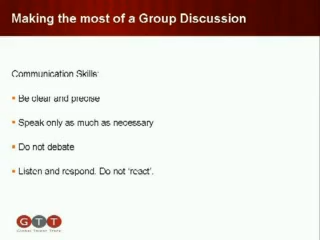 Making the most of a Group Discussion
Communication Skills:
Be clear and precise
Speak only as much as necessary
Do not debate
Listen and respond. Do not 'react'.
GTT